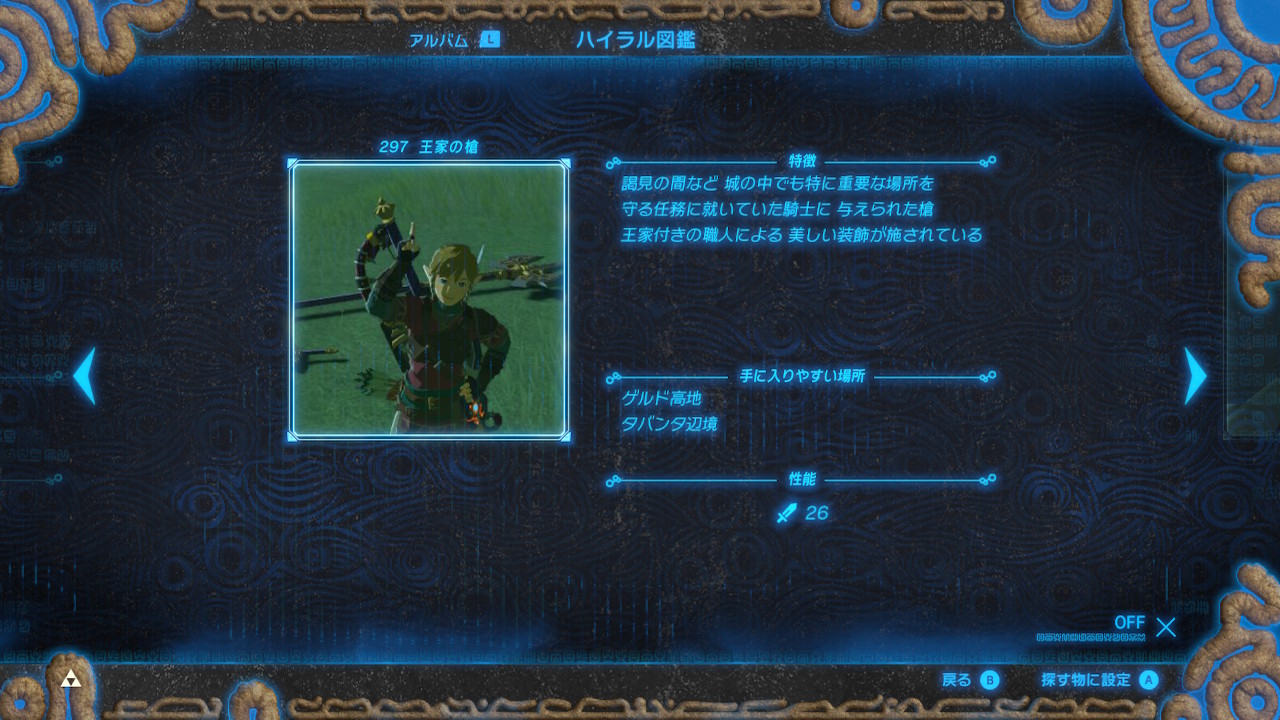 アルバム L
ハイラル図鑑
297 王家の槍
特徴
謁見の間など 城の中でも特に重要な場所を
守る任務に就いていた騎士に 与えられた槍
王家付きの職人による 美しい装飾が施されている
手に入りやすい場所
ゲルド高地
タバンタ辺境
性能
26
OFF
戻る B
探す物に設定 A